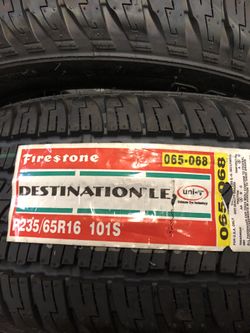 Firestone
065-068
DESTINATION LE
uni-T
P235/65R16 101S
065-068